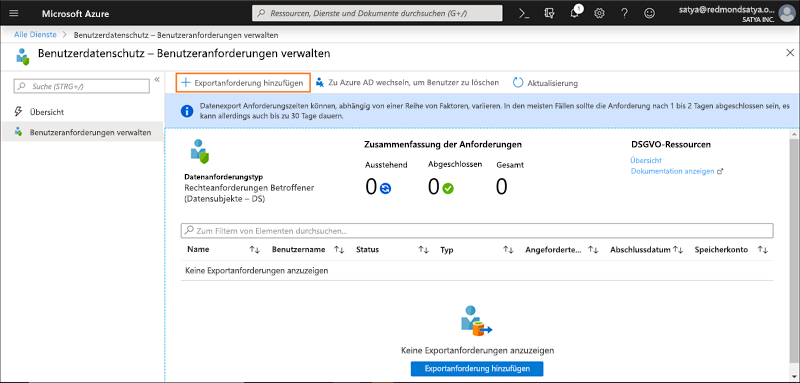 Microsoft Azure
Ressourcen, Dienste und Dokumente durchsuchen (G+/)
1
satya@redmondsatya.o...
SATYA INC.
Alle Dienste > Benutzerdatenschutz – Benutzeranforderungen verwalten
Benutzerdatenschutz – Benutzeranforderungen verwalten
Suche (STRG+/)
Übersicht
Benutzeranforderungen verwalten
Exportanforderung hinzufügen
Zu Azure AD wechseln, um Benutzer zu löschen
Aktualisierung
Datenexport Anforderungszeiten können, abhängig von einer Reihe von Faktoren, variieren. In den meisten Fällen sollte die Anforderung nach 1 bis 2 Tagen abgeschlossen sein, es
kann allerdings auch bis zu 30 Tage dauern.
Datenanforderungstyp
Rechteanforderungen Betroffener
(Datensubjekte – DS)
Zusammenfassung der Anforderungen
Ausstehend Abgeschlossen Gesamt
0 0 0
DSGVO-Ressourcen
Übersicht
Dokumentation anzeigen
Zum Filtern von Elementen durchsuchen...
Name Benutzername Status Typ Angeforderte... Abschlussdatum Speicherkonto
Keine Exportanforderungen anzuzeigen
Keine Exportanforderungen anzuzeigen
Exportanforderung hinzufügen